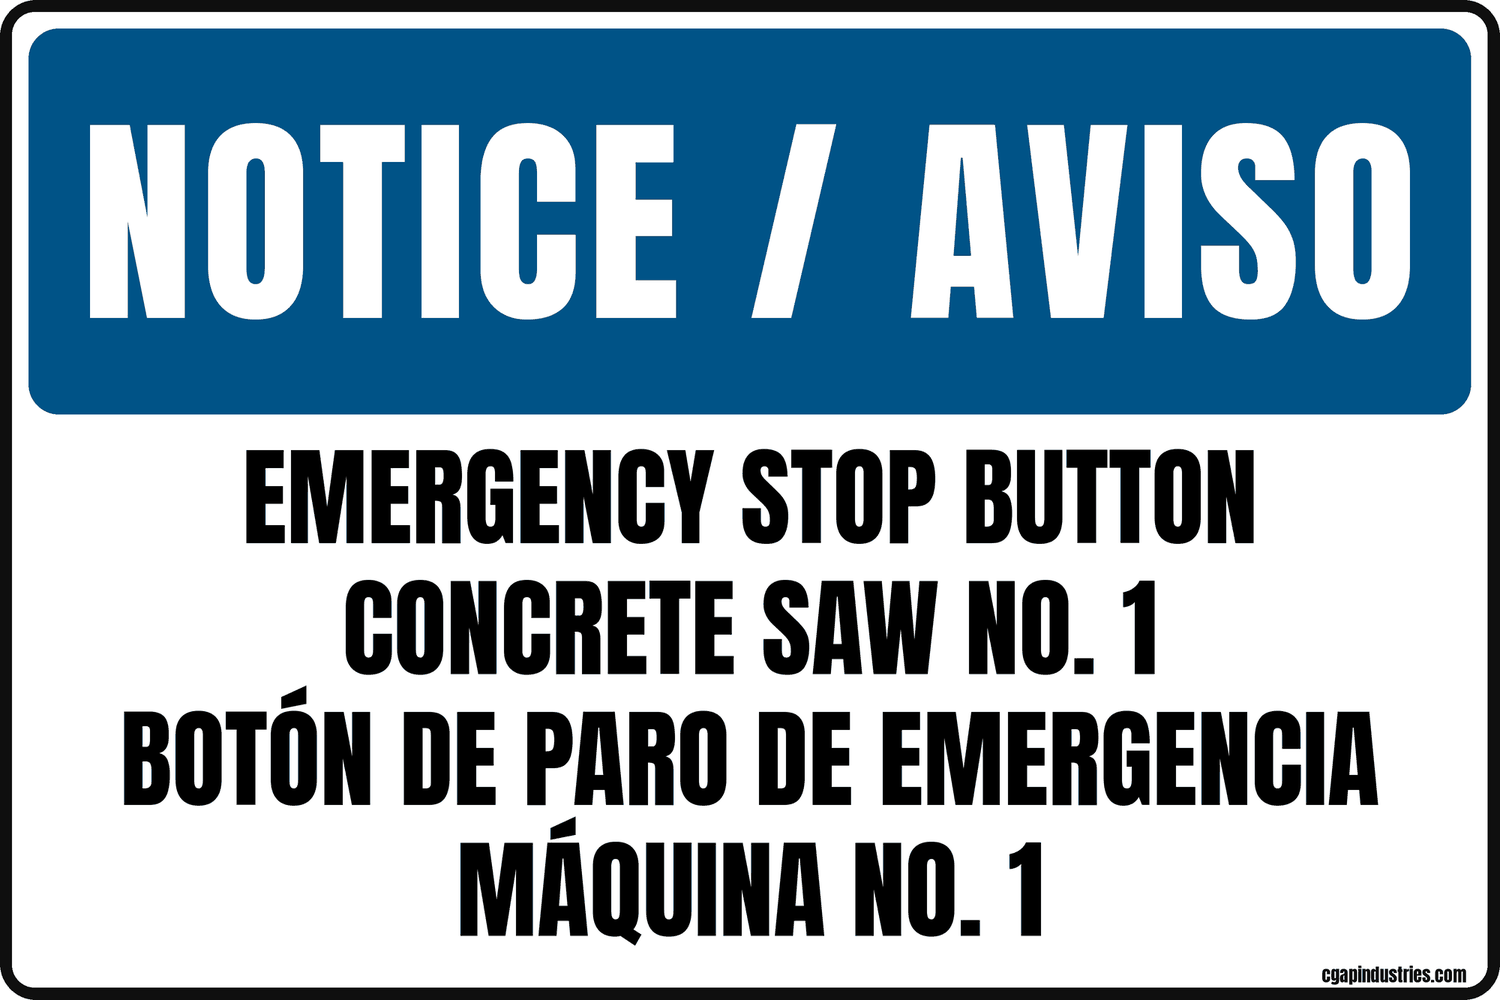 NOTICE / AVISO
EMERGENCY STOP BUTTON
CONCRETE SAW NO. 1
BOTÓN DE PARO DE EMERGENCIA
MÁQUINA NO. 1
cgapindustries.com